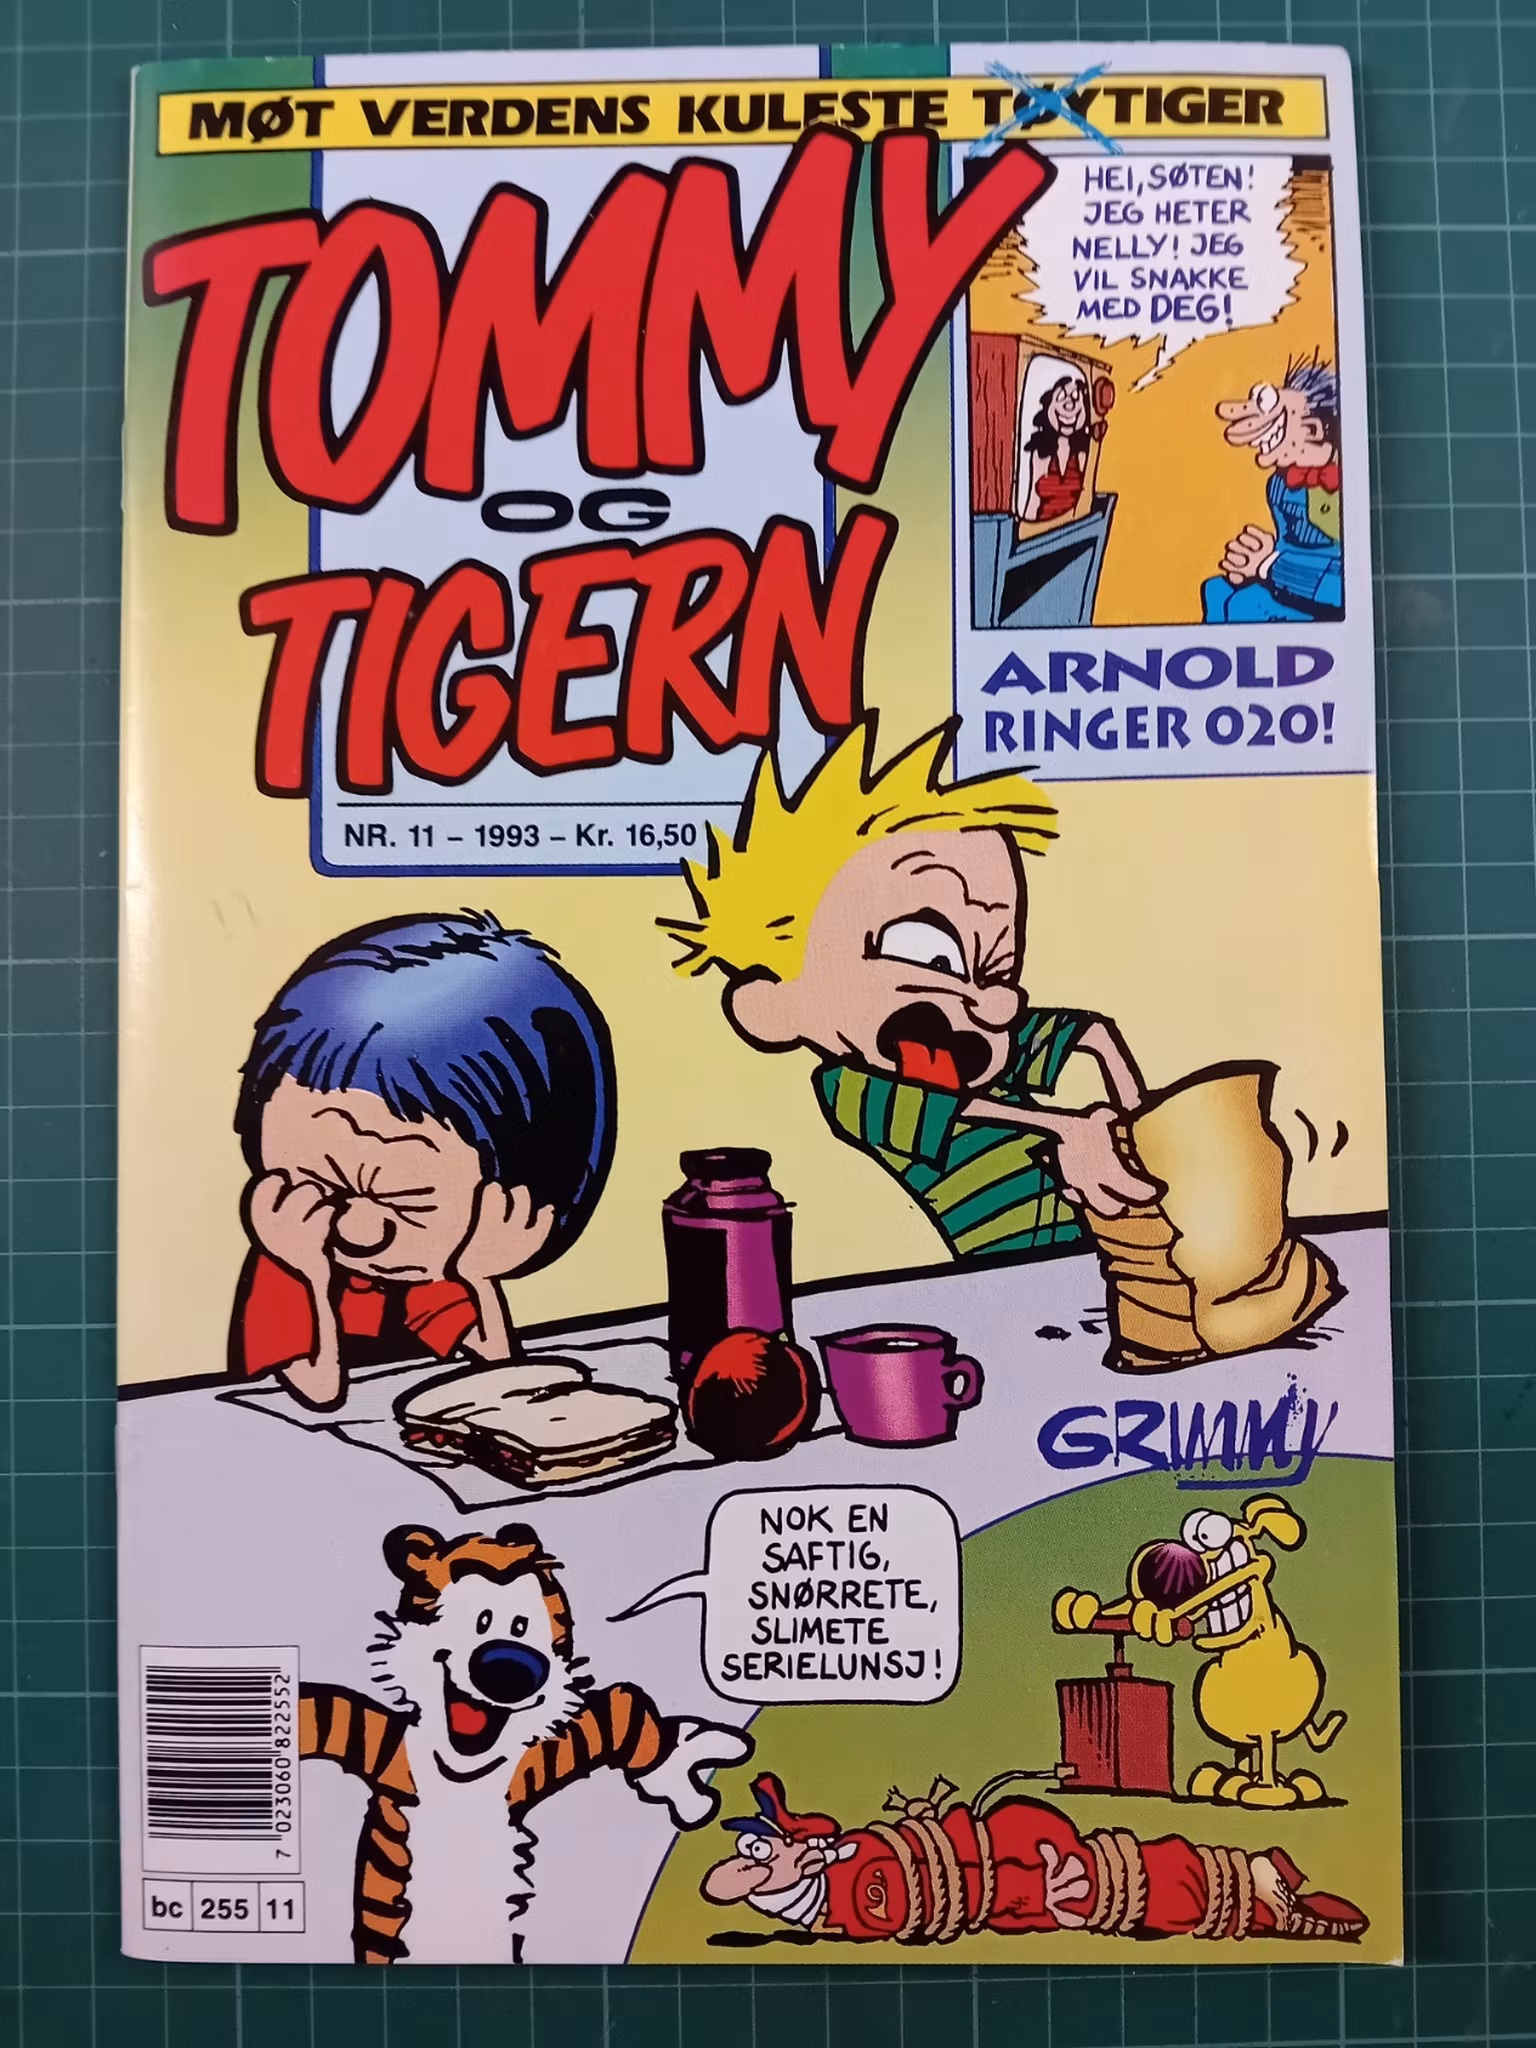 MØT VERDENS KULESTE TØYTIGER
TOMMY
OG
TIGERN
NR. 11 – 1993 – Kr. 16,50
HEI, SØTEN!
JEG HETER
NELLY! JEG
VIL SNAKKE
MED DEG!
ARNOLD
RINGER 020!
GRIMMY
NOK EN
SAFTIG,
SNØRRETE,
SLIMETE
SERIELUNSJ!
7 023060 822552
bc 255 11